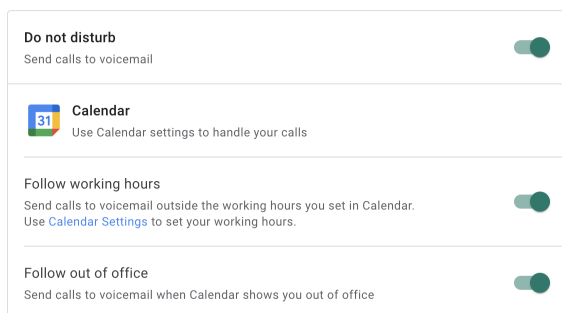 Do not disturb
Send calls to voicemail
31
Calendar
Use Calendar settings to handle your calls
Follow working hours
Send calls to voicemail outside the working hours you set in Calendar.
Use Calendar Settings to set your working hours.
Follow out of office
Send calls to voicemail when Calendar shows you out of office